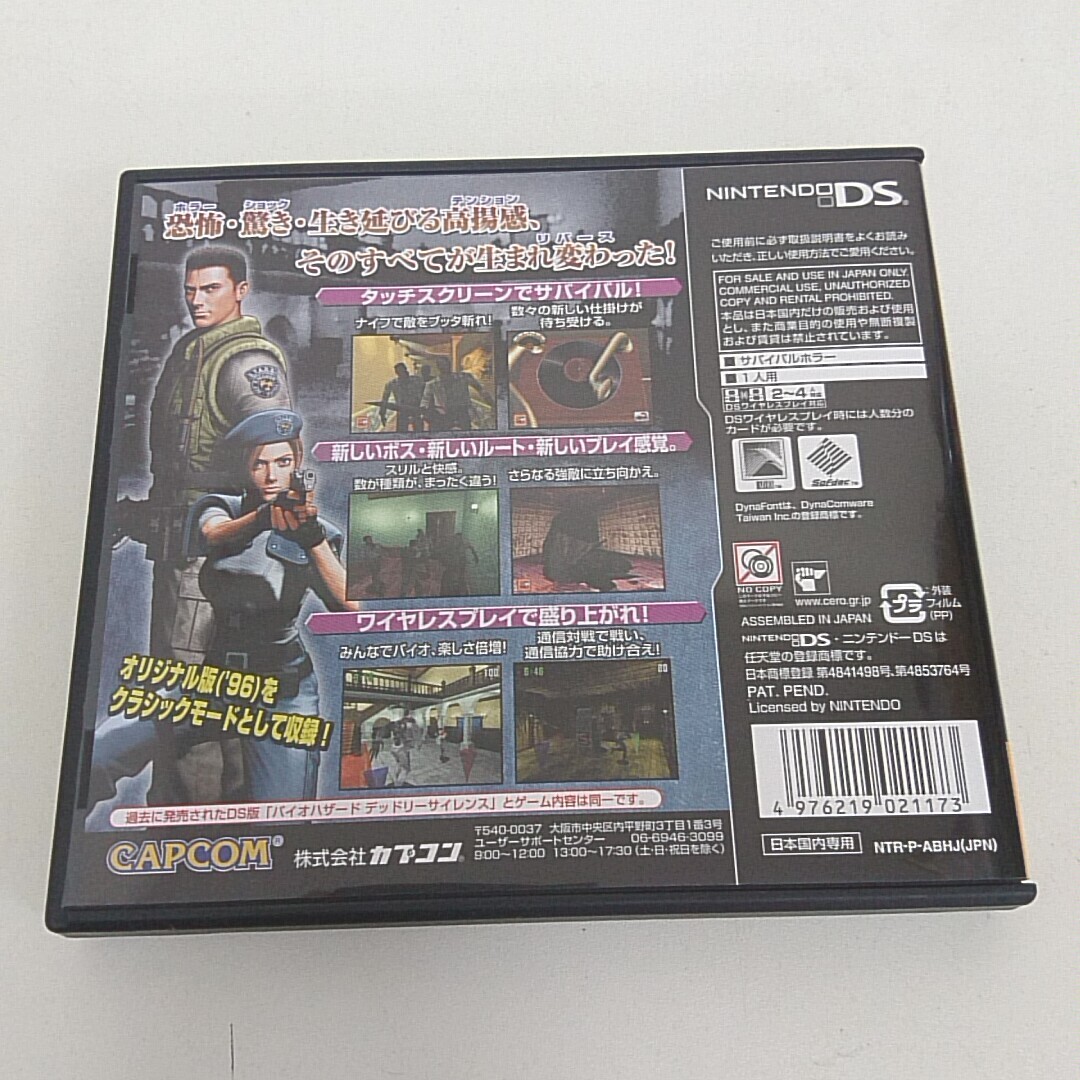 ホラー ショック テンション
恐怖・驚き・生き延びる高揚感、
リバース
そのすべてが生まれ変わった!
タッチスクリーンでサバイバル!
ナイフで敵をブッタ斬れ!
数々の新しい仕掛けが
待ち受ける。
新しいボス・新しいルート・新しいプレイ感覚。
スリルと快感。
数が種類が、まったく違う!
さらなる強敵に立ち向かえ。
ワイヤレスプレイで盛り上がれ!
みんなでバイオ、楽しさ倍増!
通信対戦で戦い、
通信協力で助け合え!
オリジナル版('96)を
クラシックモードとして収録!
過去に発売されたDS版「バイオハザード デッドリーサイレンス」とゲーム内容は同一です。
CAPCOM®
株式会社カプコン
〒540-0037 大阪市中央区内平野町3丁目1番3号
ユーザーサポートセンター 06-6946-3099
9:00~12:00 13:00~17:30 (土・日・祝日を除く)
NINTENDO DS
ご使用前に必ず取扱説明書をよくお読み
いただき、正しい使用方法でご愛用ください。
FOR SALE AND USE IN JAPAN ONLY.
COMMERCIAL USE, UNAUTHORIZED
COPY AND RENTAL PROHIBITED.
本品は日本国内だけの販売および使用
とし、また商業目的の使用や無断複製
および賃貸は禁止されています。
■ サバイバルホラー
■ 1人用
2~4人
DSワイヤレスプレイ対応
DSワイヤレスプレイ時には人数分の
カードが必要です。
Sofdec
DynaFontは、DynaComware
Taiwan Inc.の登録商標です。
NO COPY
www.cero.gr.jp
プラ
外装
フィルム
(PP)
ASSEMBLED IN JAPAN
NINTENDO DS・ニンテンドーDSは
任天堂の登録商標です。
日本商標登録 第4841498号、第4853764号
PAT. PEND.
Licensed by NINTENDO
4 976219 021173
日本国内専用
NTR-P-ABHJ(JPN)